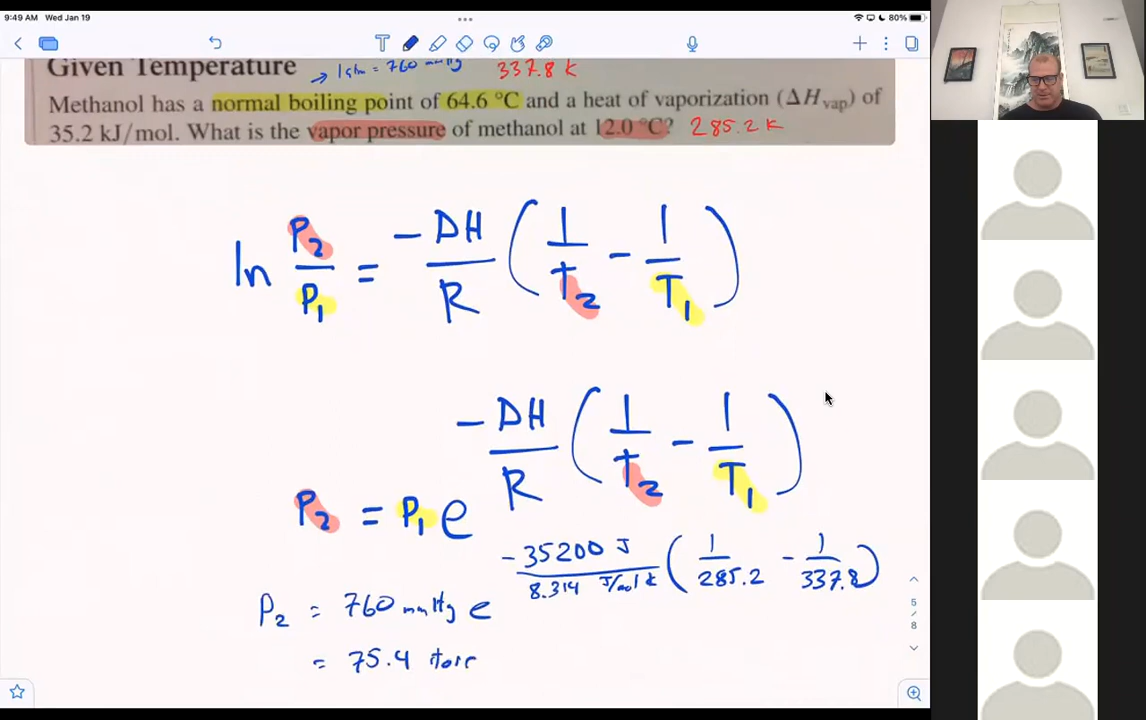 9:49 AM Wed Jan 19
80%
T
Given Temperature → 1 atm = 760 mmHg 337.8 K
Methanol has a normal boiling point of 64.6 °C and a heat of vaporization (ΔHvap) of
35.2 kJ/mol. What is the vapor pressure of methanol at 12.0 °C? 285.2 K
ln P2/P1 = -DH/R (1/t2 - 1/T1)
P2 = P1 e -DH/R (1/t2 - 1/T1)
P2 = 760 mmHg e -35200 J / 8.314 J/mol K (1/285.2 - 1/337.8)
= 75.4 torr
5
/
8